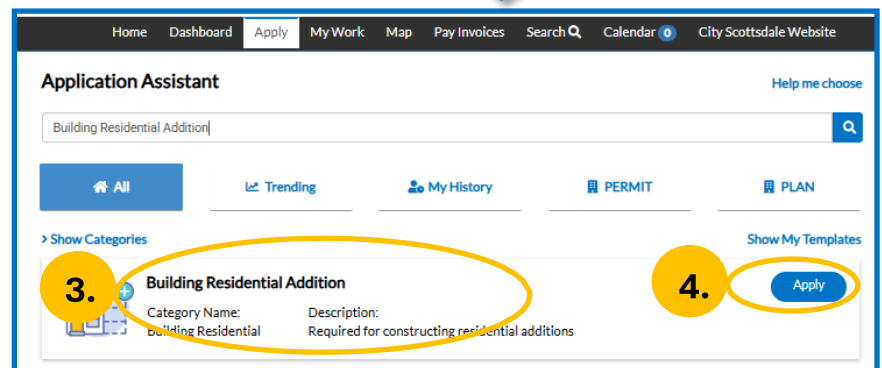 Home Dashboard Apply My Work Map Pay Invoices Search Calendar 0 City Scottsdale Website
Application Assistant Help me choose
Building Residential Addition
All Trending My History PERMIT PLAN
> Show Categories Show My Templates
3. Building Residential Addition 4. Apply
Category Name: Description:
Building Residential Required for constructing residential additions